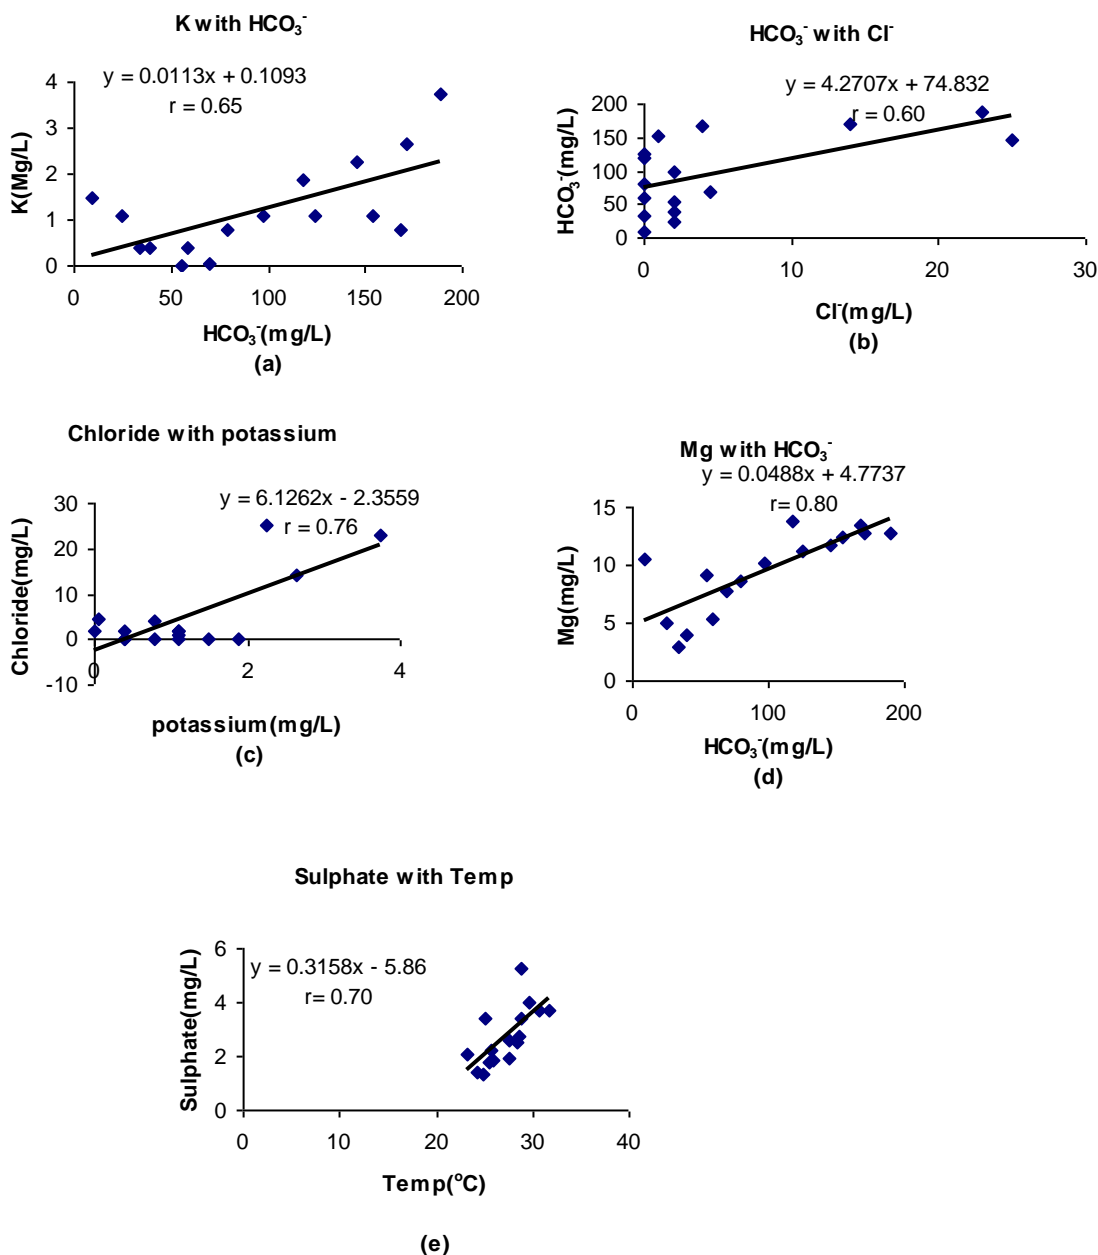 K with HCO₃⁻
y = 0.0113x + 0.1093
r = 0.65
4
3
2
1
0
K(Mg/L)
0 50 100 150 200
HCO₃⁻(mg/L)
(a)
HCO₃⁻ with Cl⁻
y = 4.2707x + 74.832
r = 0.60
200
150
100
50
0
HCO₃⁻(mg/L)
0 10 20 30
Cl⁻(mg/L)
(b)
Chloride with potassium
y = 6.1262x - 2.3559
r = 0.76
30
20
10
0
-10
Chloride(mg/L)
0 2 4
potassium(mg/L)
(c)
Mg with HCO₃⁻
y = 0.0488x + 4.7737
r= 0.80
15
10
5
0
Mg(mg/L)
0 100 200
HCO₃⁻(mg/L)
(d)
Sulphate with Temp
y = 0.3158x - 5.86
r= 0.70
6
4
2
0
Sulphate(mg/L)
0 10 20 30 40
Temp(°C)
(e)